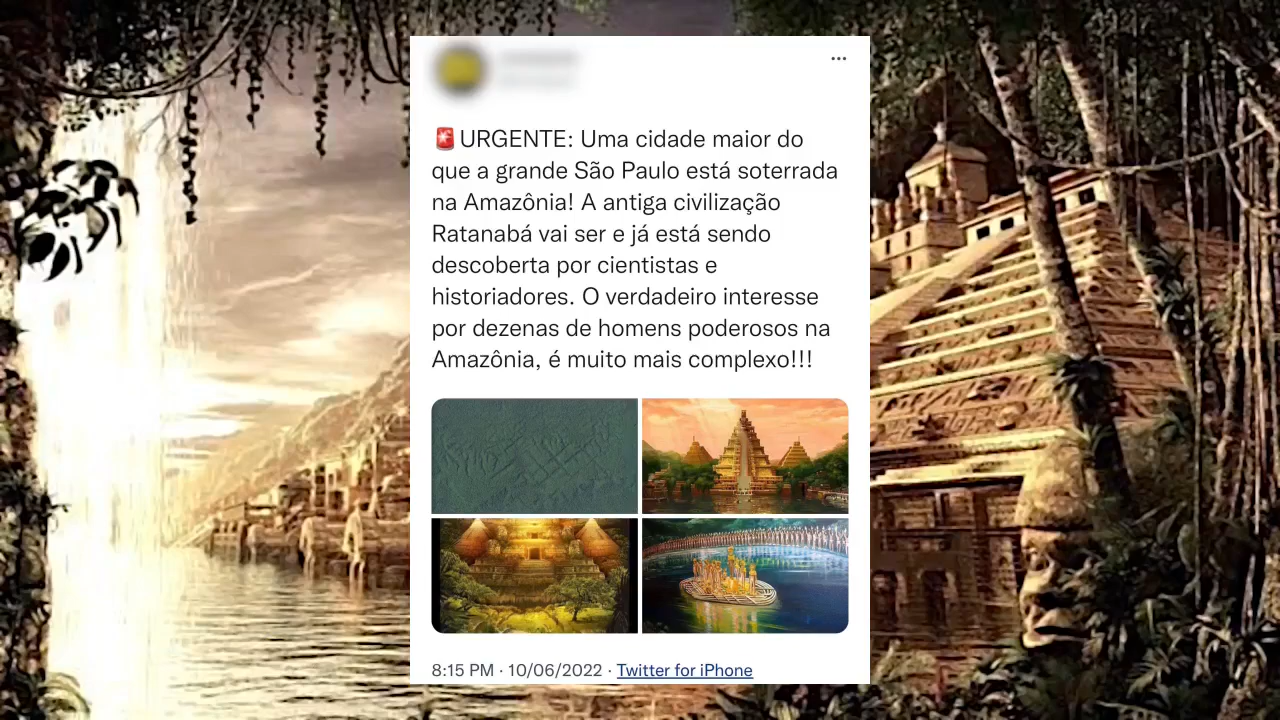 🚨URGENTE: Uma cidade maior do
que a grande São Paulo está soterrada
na Amazônia! A antiga civilização
Ratanabá vai ser e já está sendo
descoberta por cientistas e
historiadores. O verdadeiro interesse
por dezenas de homens poderosos na
Amazônia, é muito mais complexo!!!
8:15 PM · 10/06/2022 · Twitter for iPhone